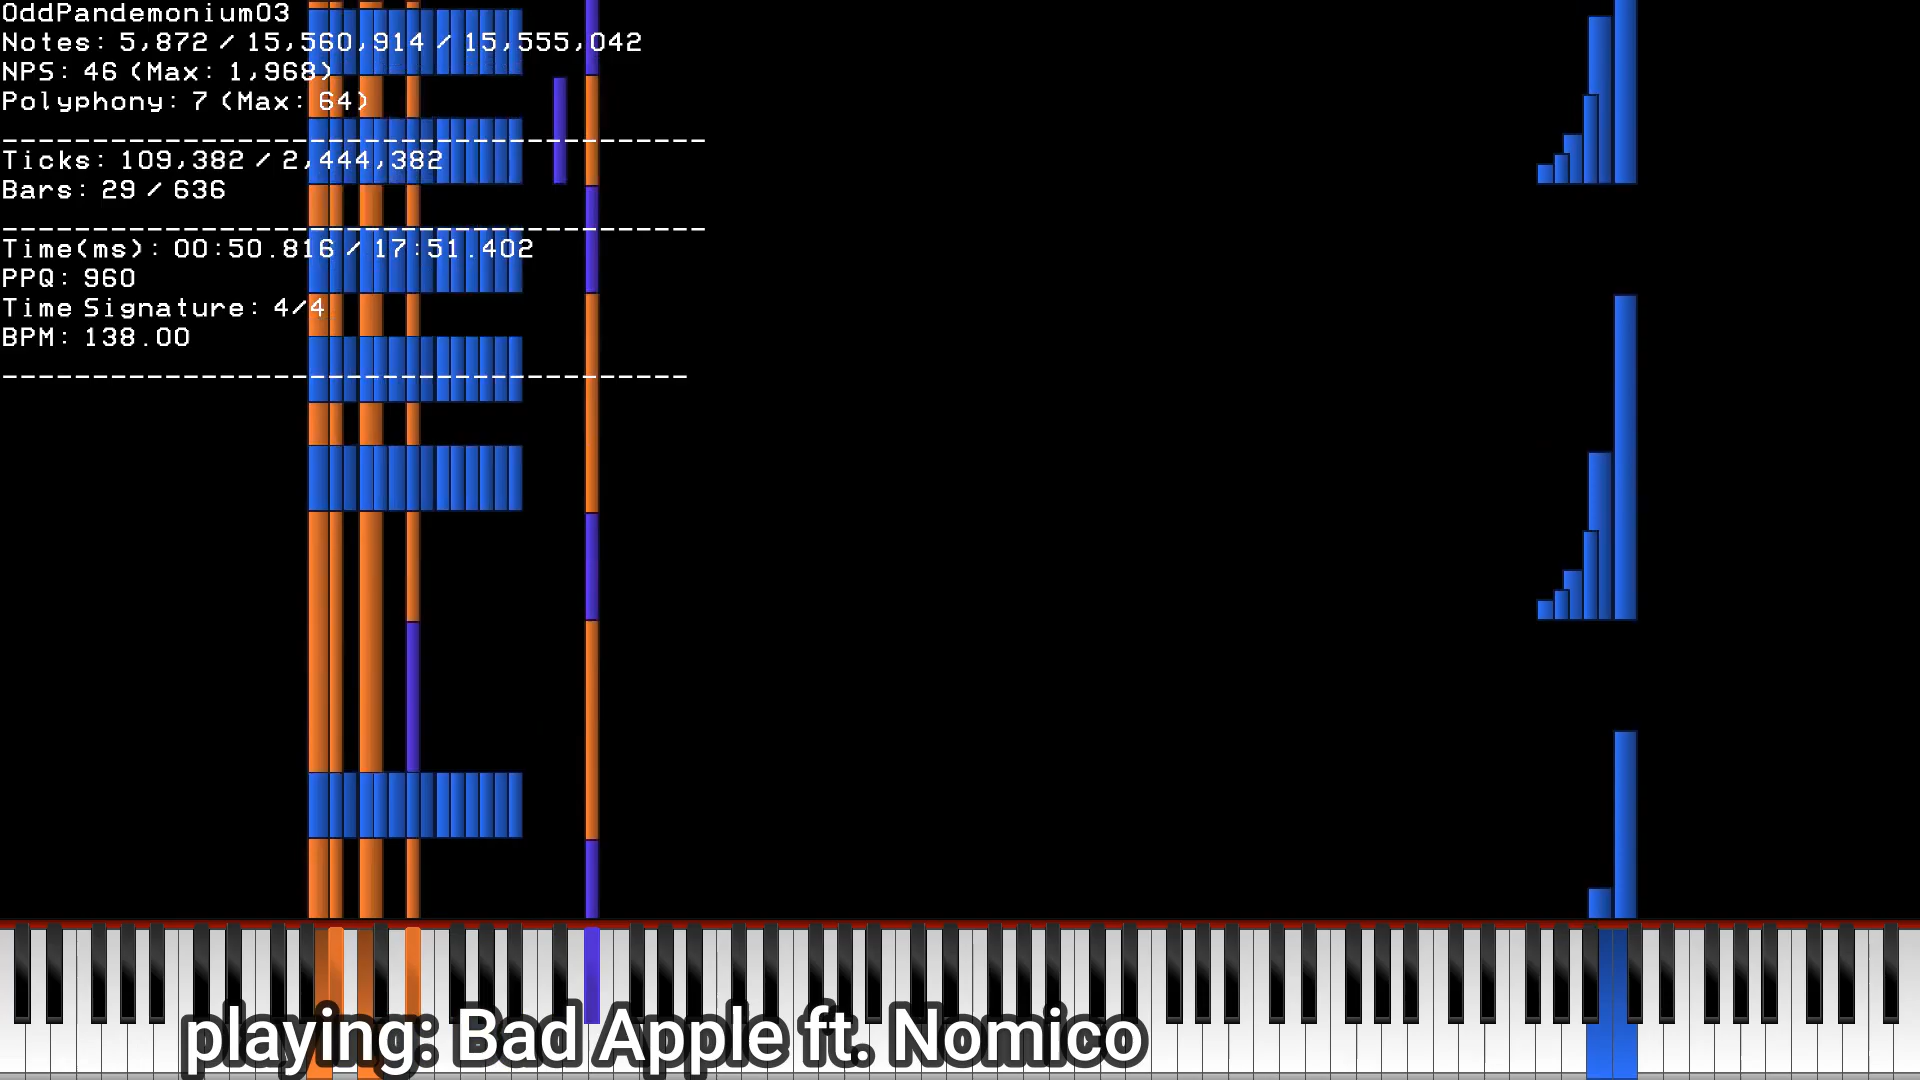 OddPandemonium03
Notes: 5,872 / 15,560,914 / 15,555,042
NPS: 46 (Max: 1,968)
Polyphony: 7 (Max: 64)
Ticks: 109,382 / 2,444,382
Bars: 29 / 636
Time(ms): 00:50.816 / 17:51.402
PPQ: 960
Time Signature: 4/4
BPM: 138.00
playing: Bad Apple ft. Nomico